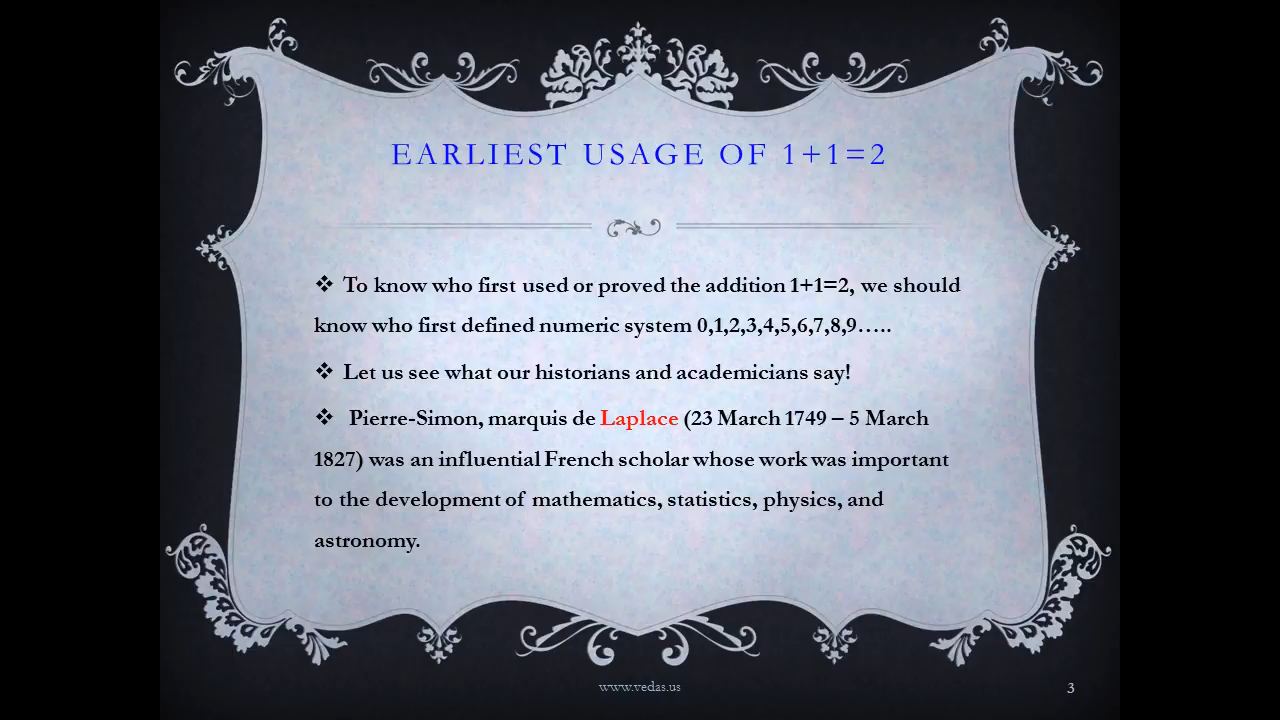 EARLIEST USAGE OF 1+1=2
❖ To know who first used or proved the addition 1+1=2, we should
know who first defined numeric system 0,1,2,3,4,5,6,7,8,9…..
❖ Let us see what our historians and academicians say!
❖ Pierre-Simon, marquis de Laplace (23 March 1749 – 5 March
1827) was an influential French scholar whose work was important
to the development of mathematics, statistics, physics, and
astronomy.
www.vedas.us
3